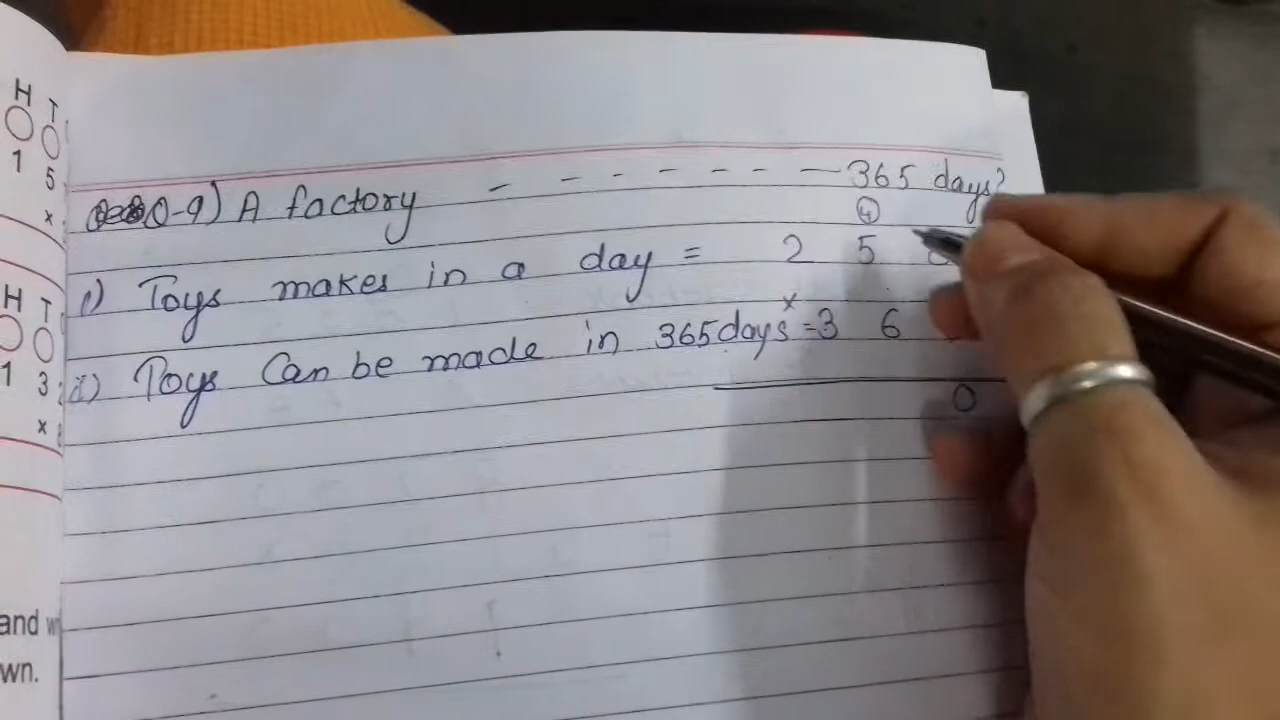 H T
1 5
x
H T
1 3
x
and
wn.
Q-9) A factory - - - - - - - 365 days?
4
i) Toys makes in a day = 2 5
x
ii) Toys Can be made in 365days = 3 6
0